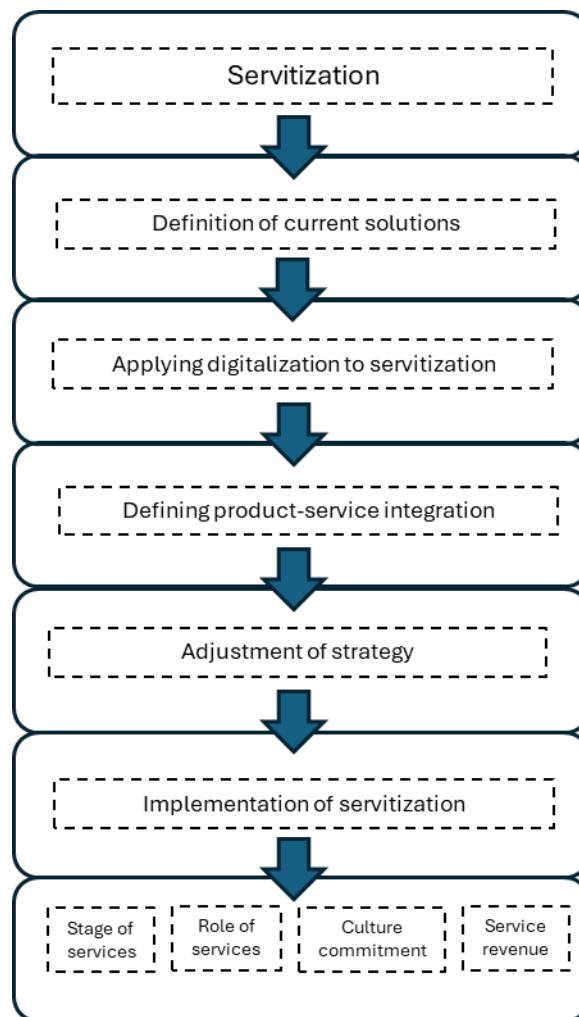 Servitization
Definition of current solutions
Applying digitalization to servitization
Defining product-service integration
Adjustment of strategy
Implementation of servitization
Stage of
services
Role of
services
Culture
commitment
Service
revenue